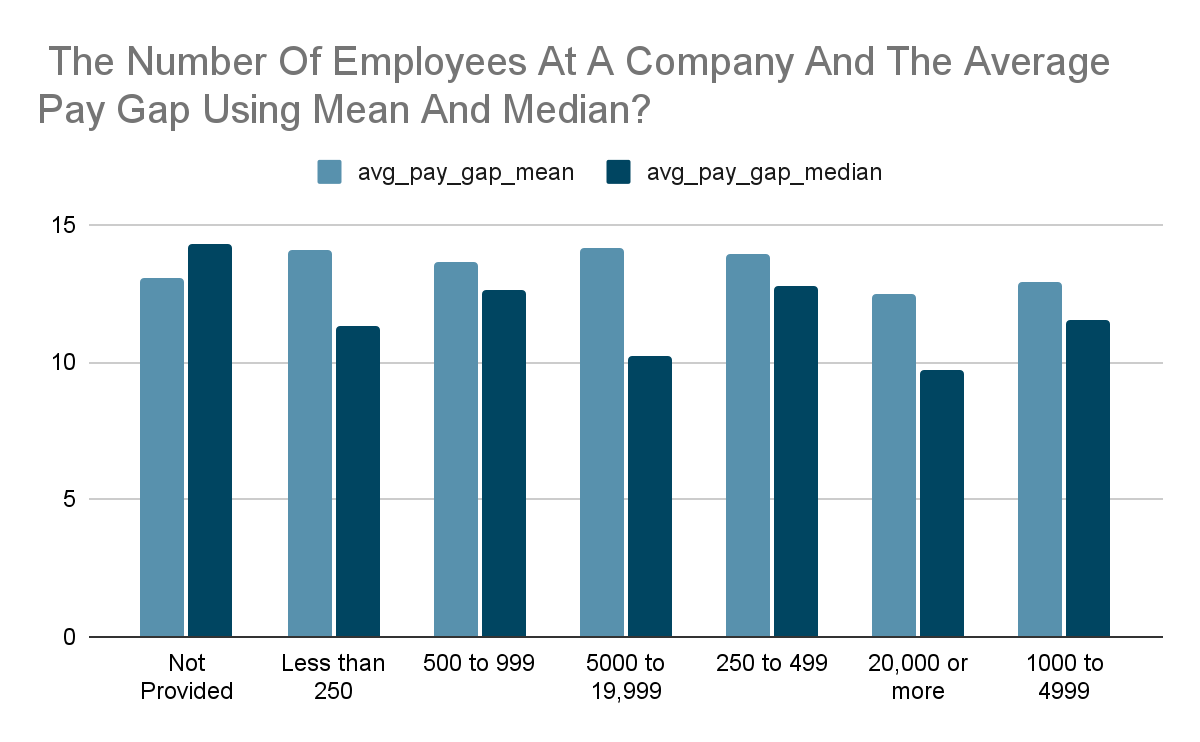 The Number Of Employees At A Company And The Average
Pay Gap Using Mean And Median?
avg_pay_gap_mean
avg_pay_gap_median
15
10
5
0
Not
Provided
Less than
250
500 to 999
5000 to
19,999
250 to 499
20,000 or
more
1000 to
4999